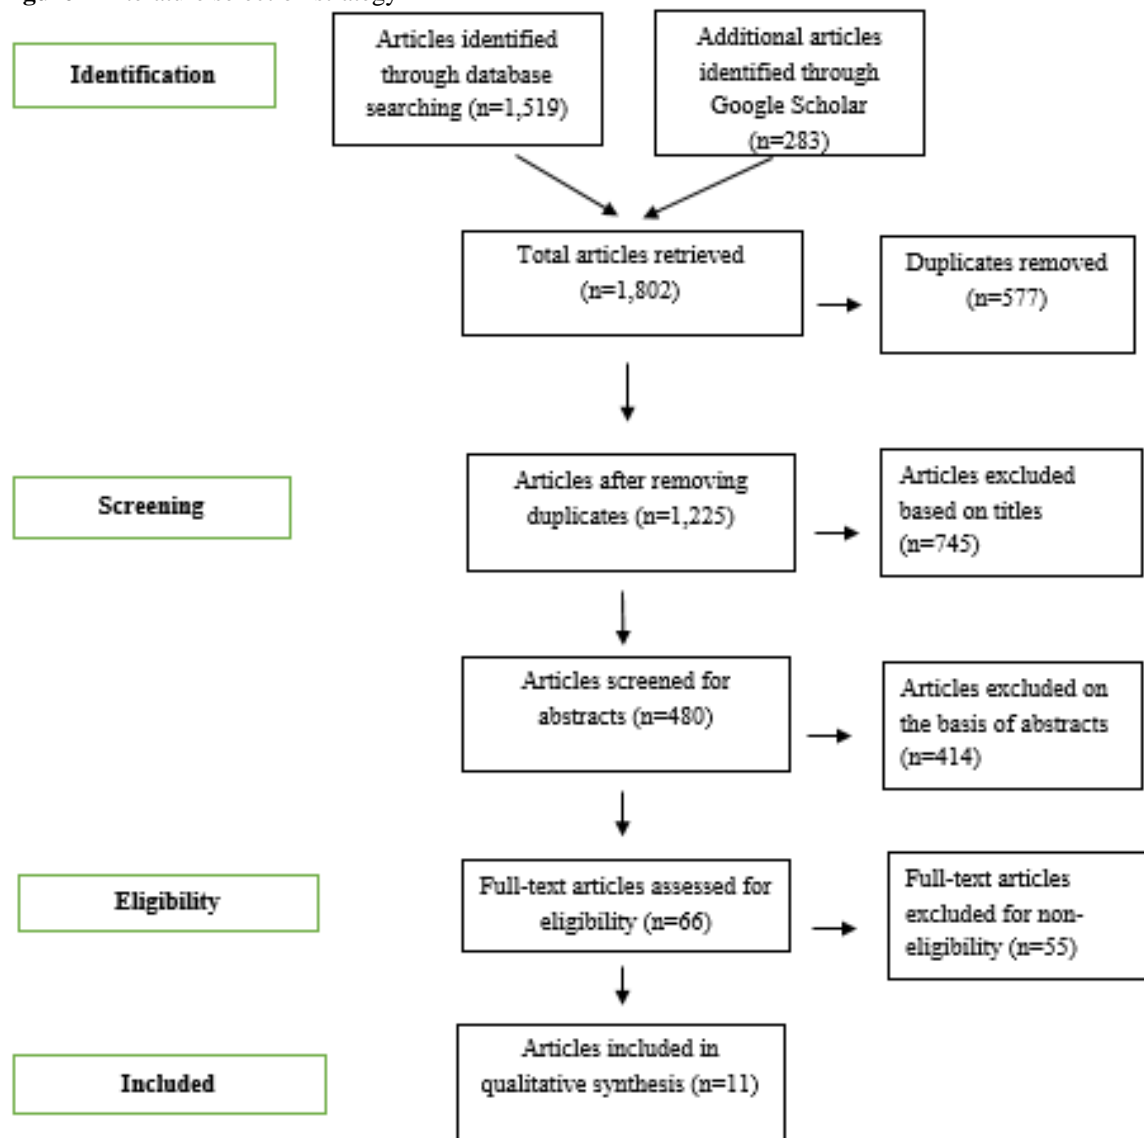 Identification
Articles identified
through database
searching (n=1,519)
Additional articles
identified through
Google Scholar
(n=283)
Total articles retrieved
(n=1,802)
Duplicates removed
(n=577)
Screening
Articles after removing
duplicates (n=1,225)
Articles excluded
based on titles
(n=745)
Articles screened for
abstracts (n=480)
Articles excluded on
the basis of abstracts
(n=414)
Eligibility
Full-text articles assessed for
eligibility (n=66)
Full-text articles
excluded for non-
eligibility (n=55)
Included
Articles included in
qualitative synthesis (n=11)